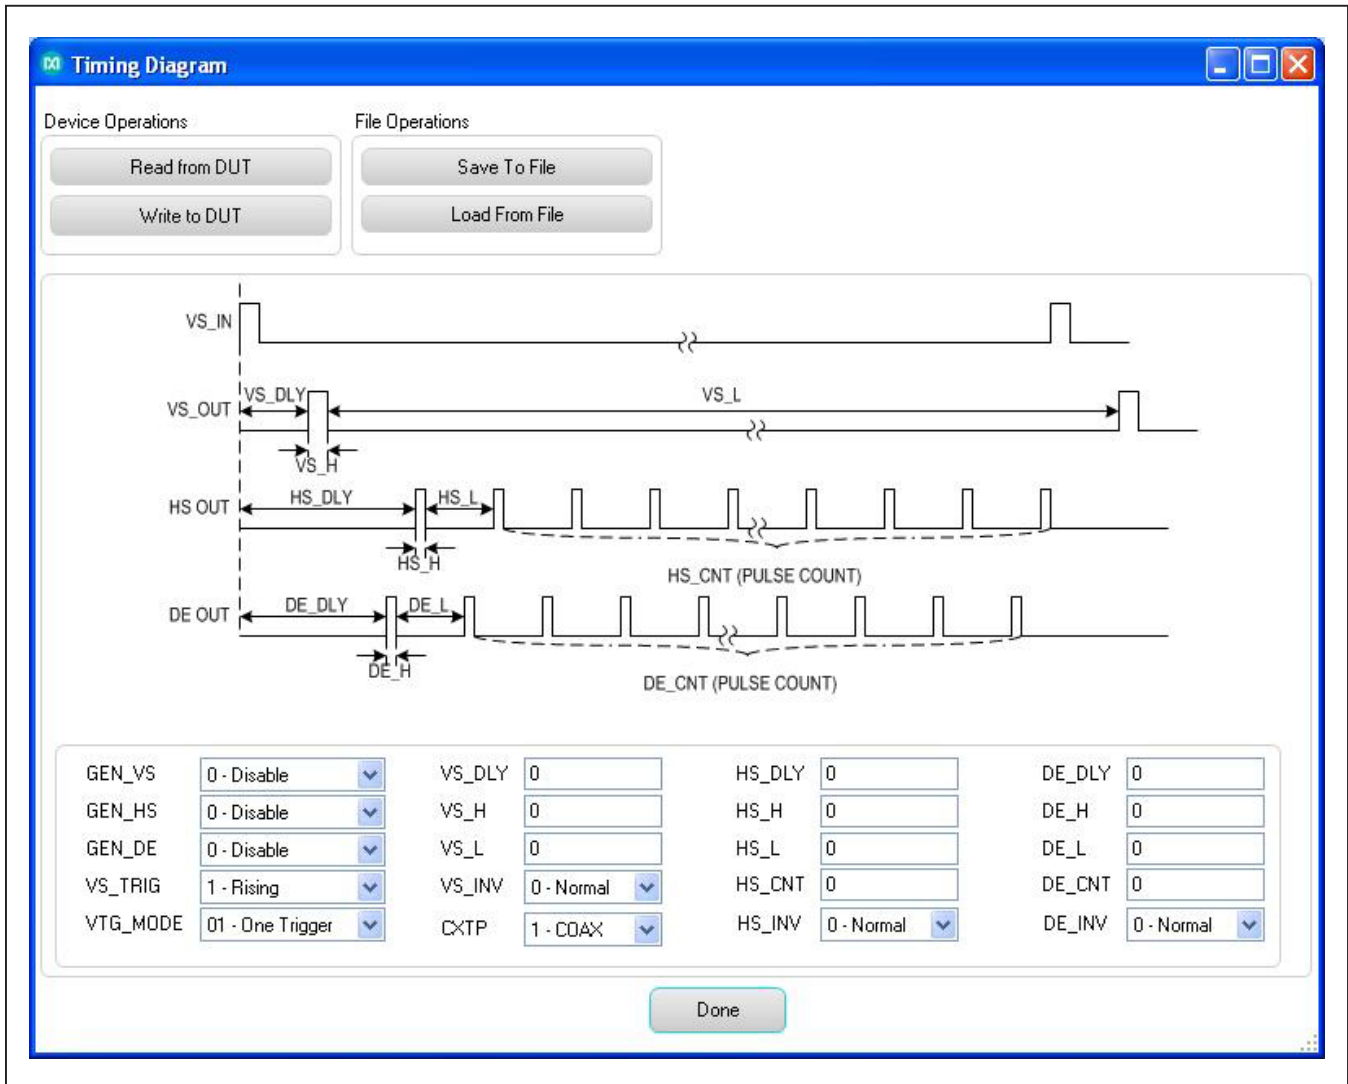 Timing Diagram
Device Operations
File Operations
Read from DUT
Save To File
Write to DUT
Load From File
VS_IN
VS_OUT
VS_DLY
VS_L
VS_H
HS OUT
HS_DLY
HS_L
HS_H
HS_CNT (PULSE COUNT)
DE OUT
DE_DLY
DE_L
DE_H
DE_CNT (PULSE COUNT)
GEN_VS 0 - Disable VS_DLY 0 HS_DLY 0 DE_DLY 0
GEN_HS 0 - Disable VS_H 0 HS_H 0 DE_H 0
GEN_DE 0 - Disable VS_L 0 HS_L 0 DE_L 0
VS_TRIG 1 - Rising VS_INV 0 - Normal HS_CNT 0 DE_CNT 0
VTG_MODE 01 - One Trigger CXTP 1 - COAX HS_INV 0 - Normal DE_INV 0 - Normal
Done